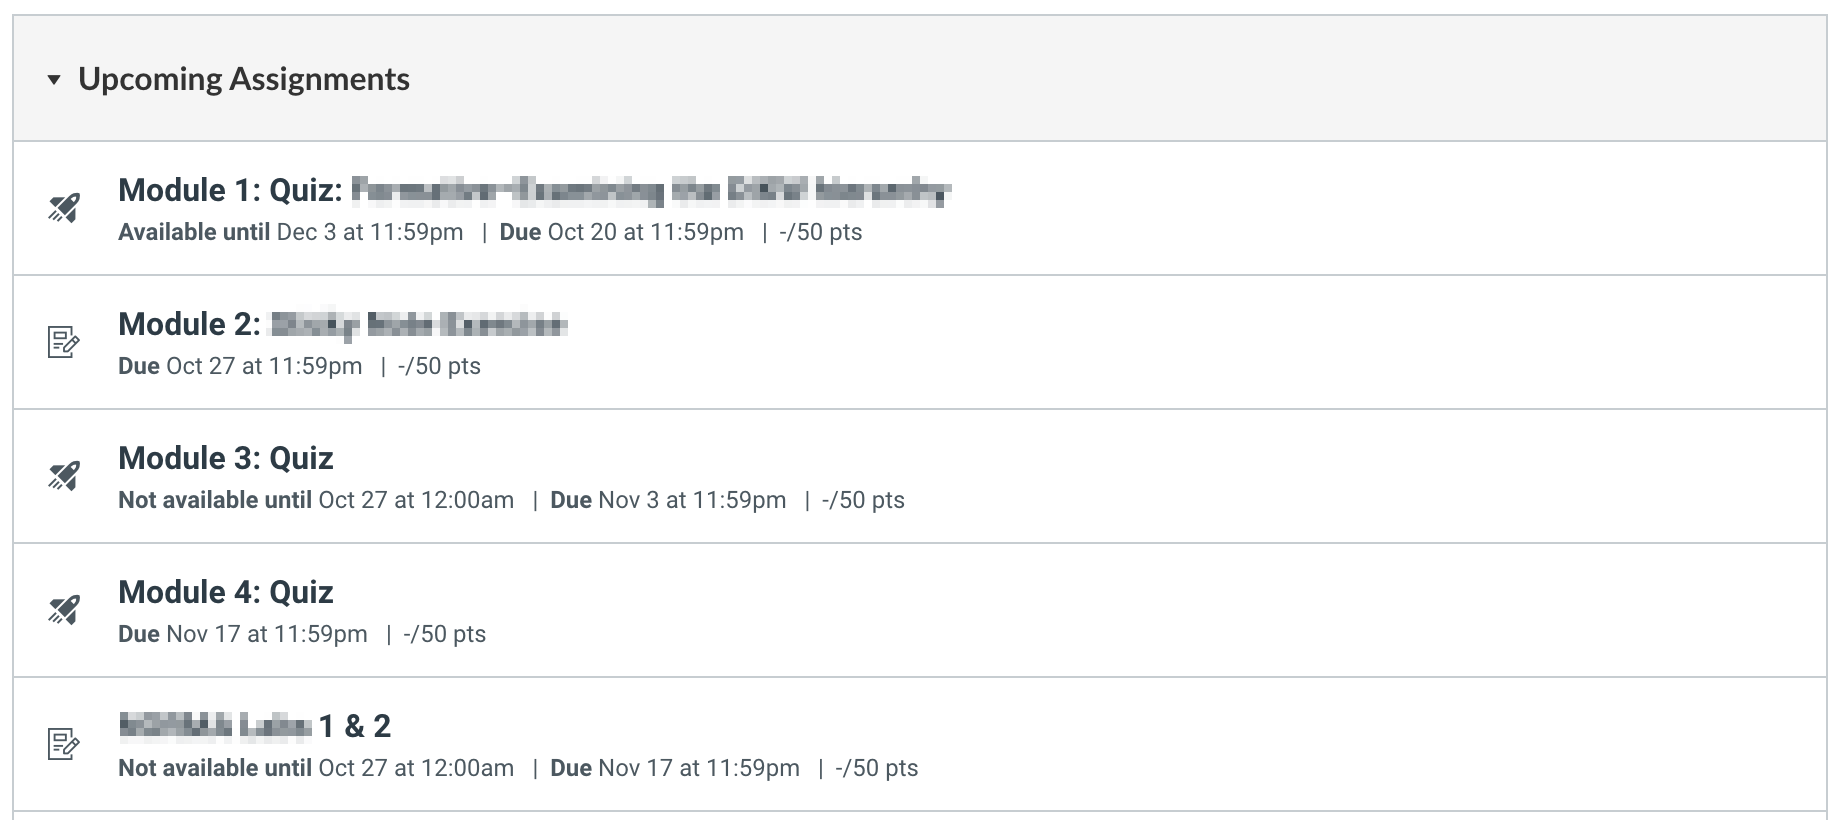 Upcoming Assignments
Module 1: Quiz:
Available until Dec 3 at 11:59pm | Due Oct 20 at 11:59pm | -/50 pts
Module 2:
Due Oct 27 at 11:59pm | -/50 pts
Module 3: Quiz
Not available until Oct 27 at 12:00am | Due Nov 3 at 11:59pm | -/50 pts
Module 4: Quiz
Due Nov 17 at 11:59pm | -/50 pts
1 & 2
Not available until Oct 27 at 12:00am | Due Nov 17 at 11:59pm | -/50 pts